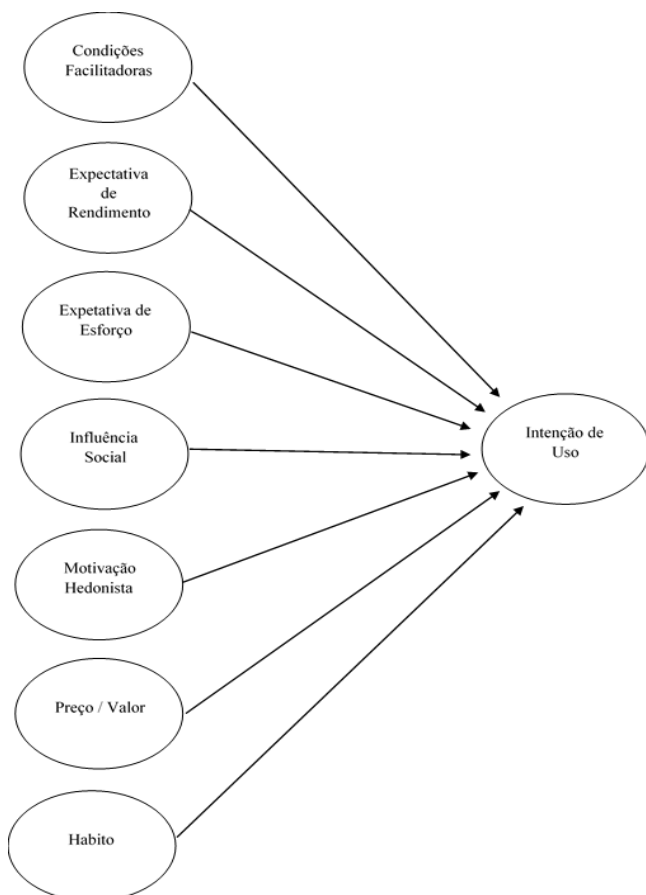 Condições
Facilitadoras
Expectativa
de
Rendimento
Expetativa de
Esforço
Influência
Social
Intenção de
Uso
Motivação
Hedonista
Preço / Valor
Habito